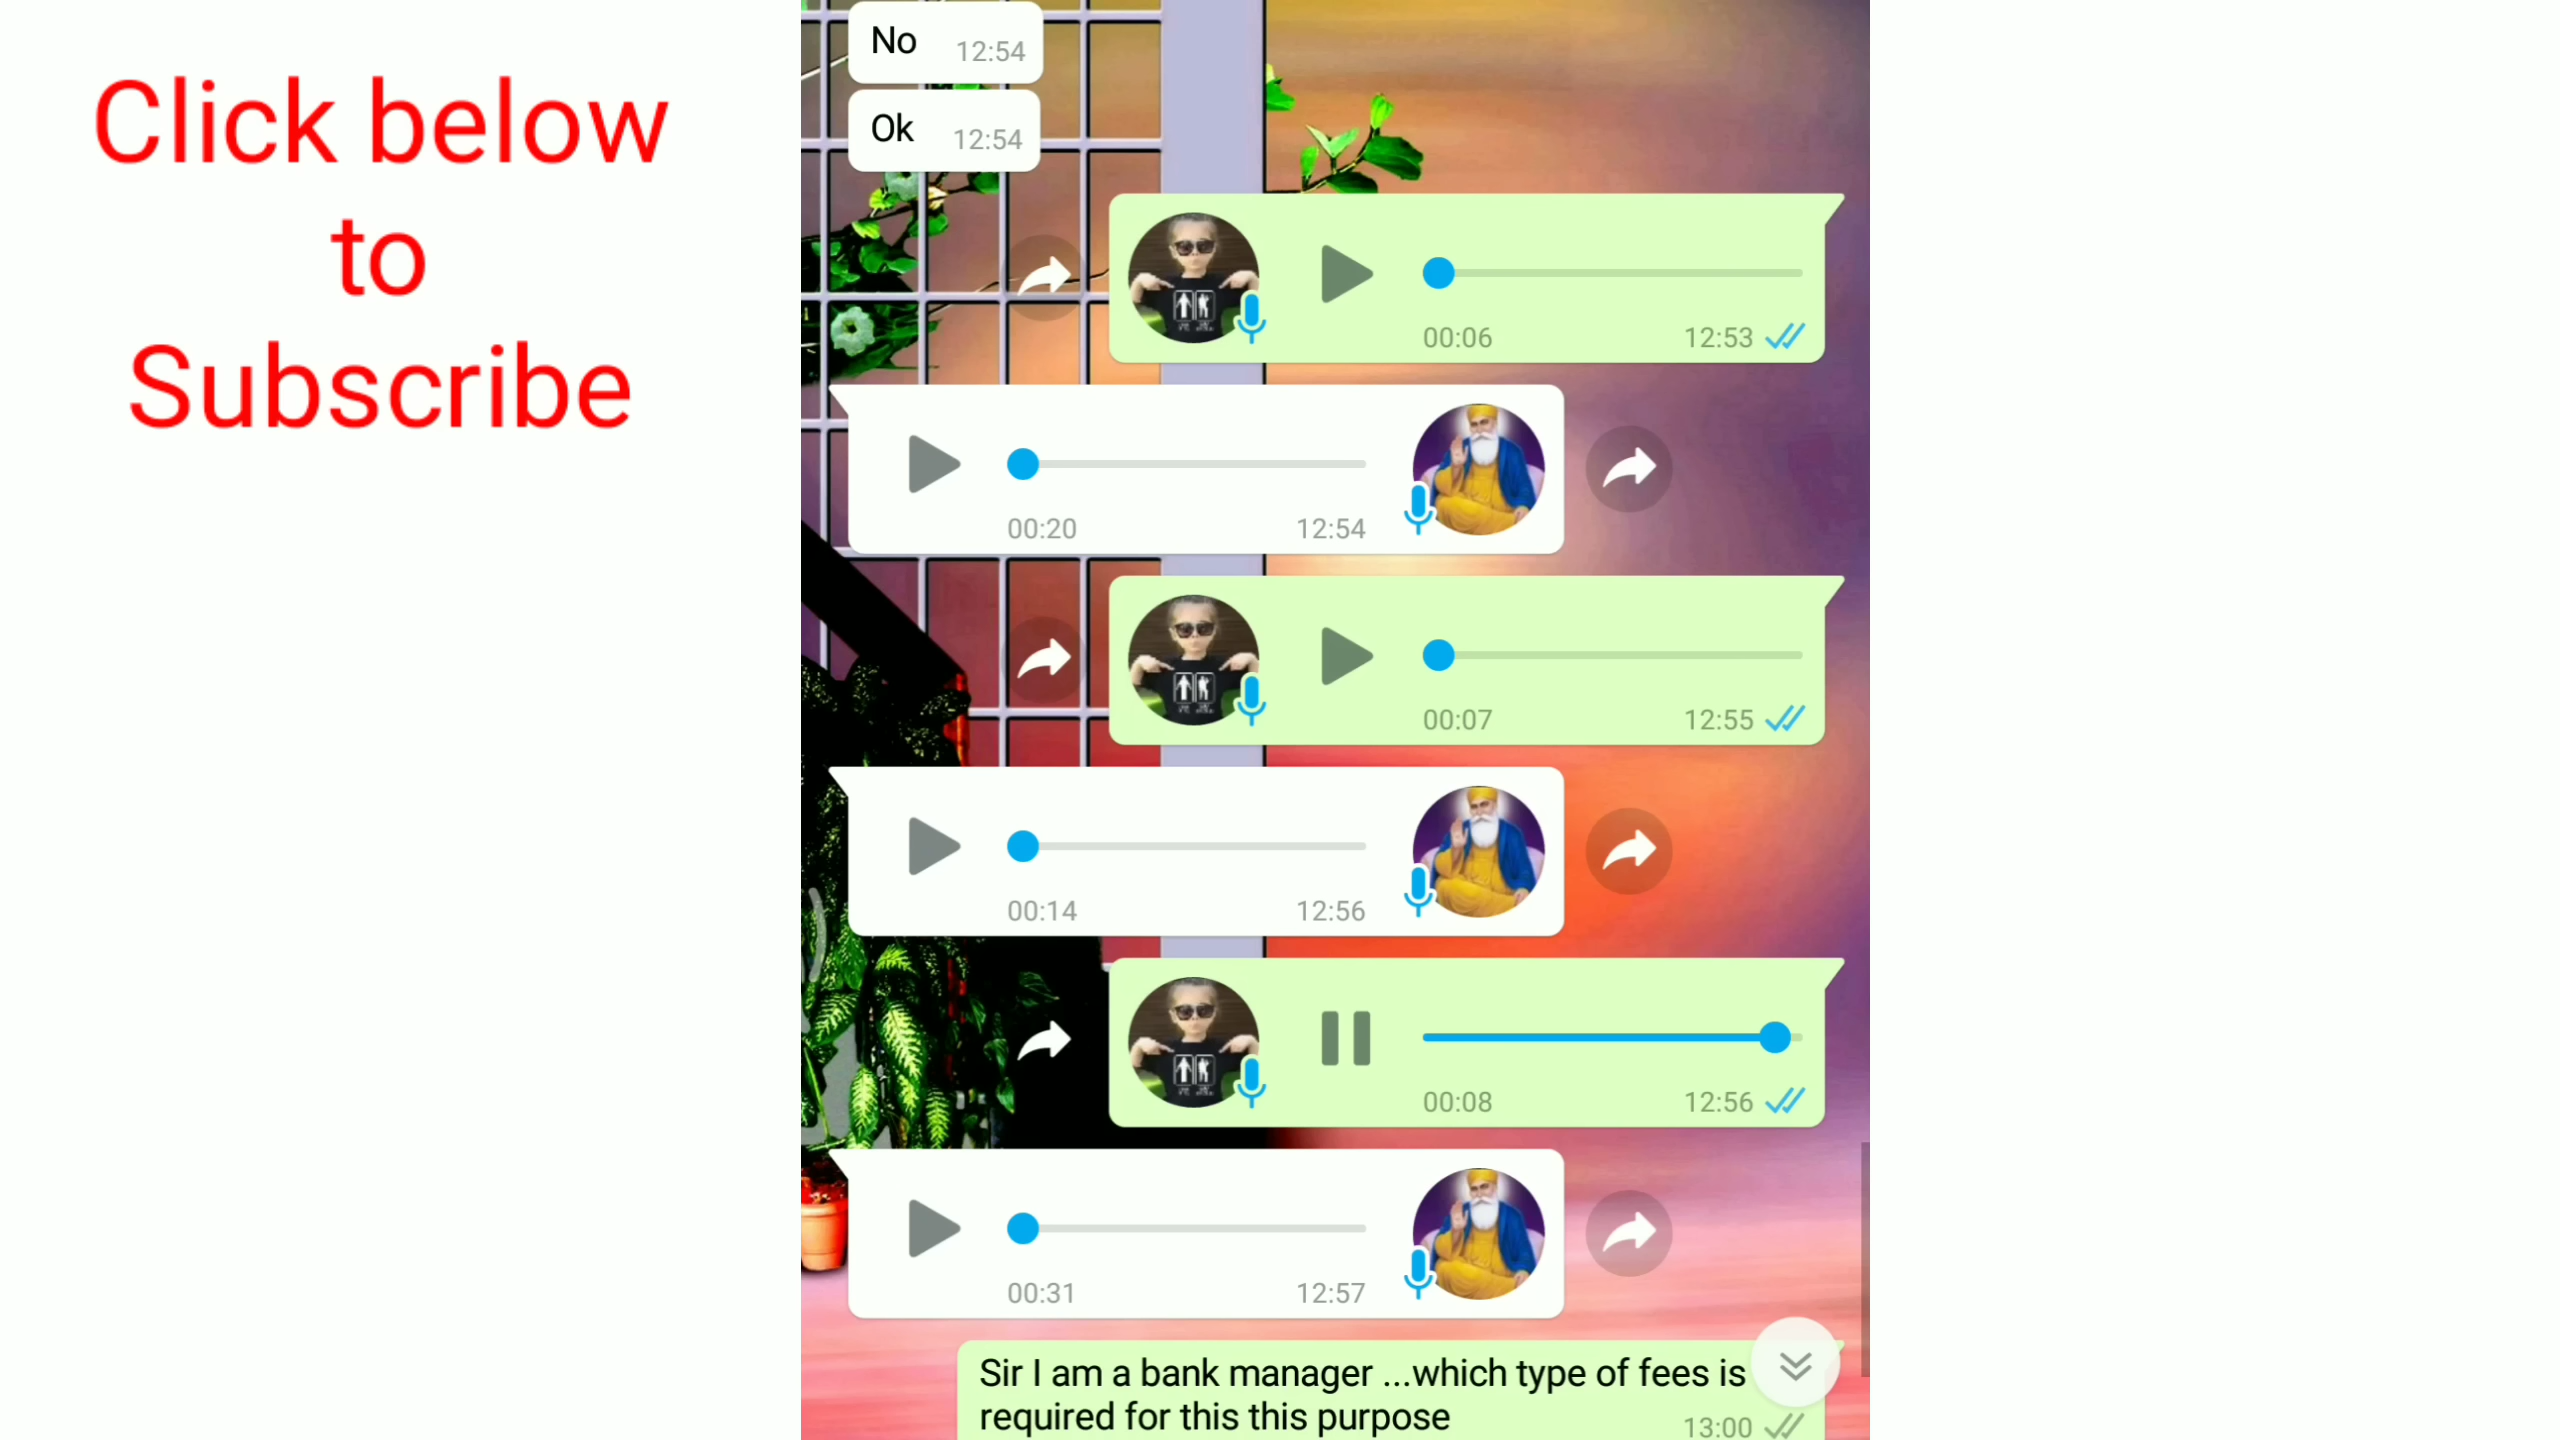 Click below
to
Subscribe
No 12:54
Ok 12:54
00:06 12:53
00:20 12:54
00:07 12:55
00:14 12:56
00:08 12:56
00:31 12:57
Sir I am a bank manager ...which type of fees is
required for this this purpose 13:00